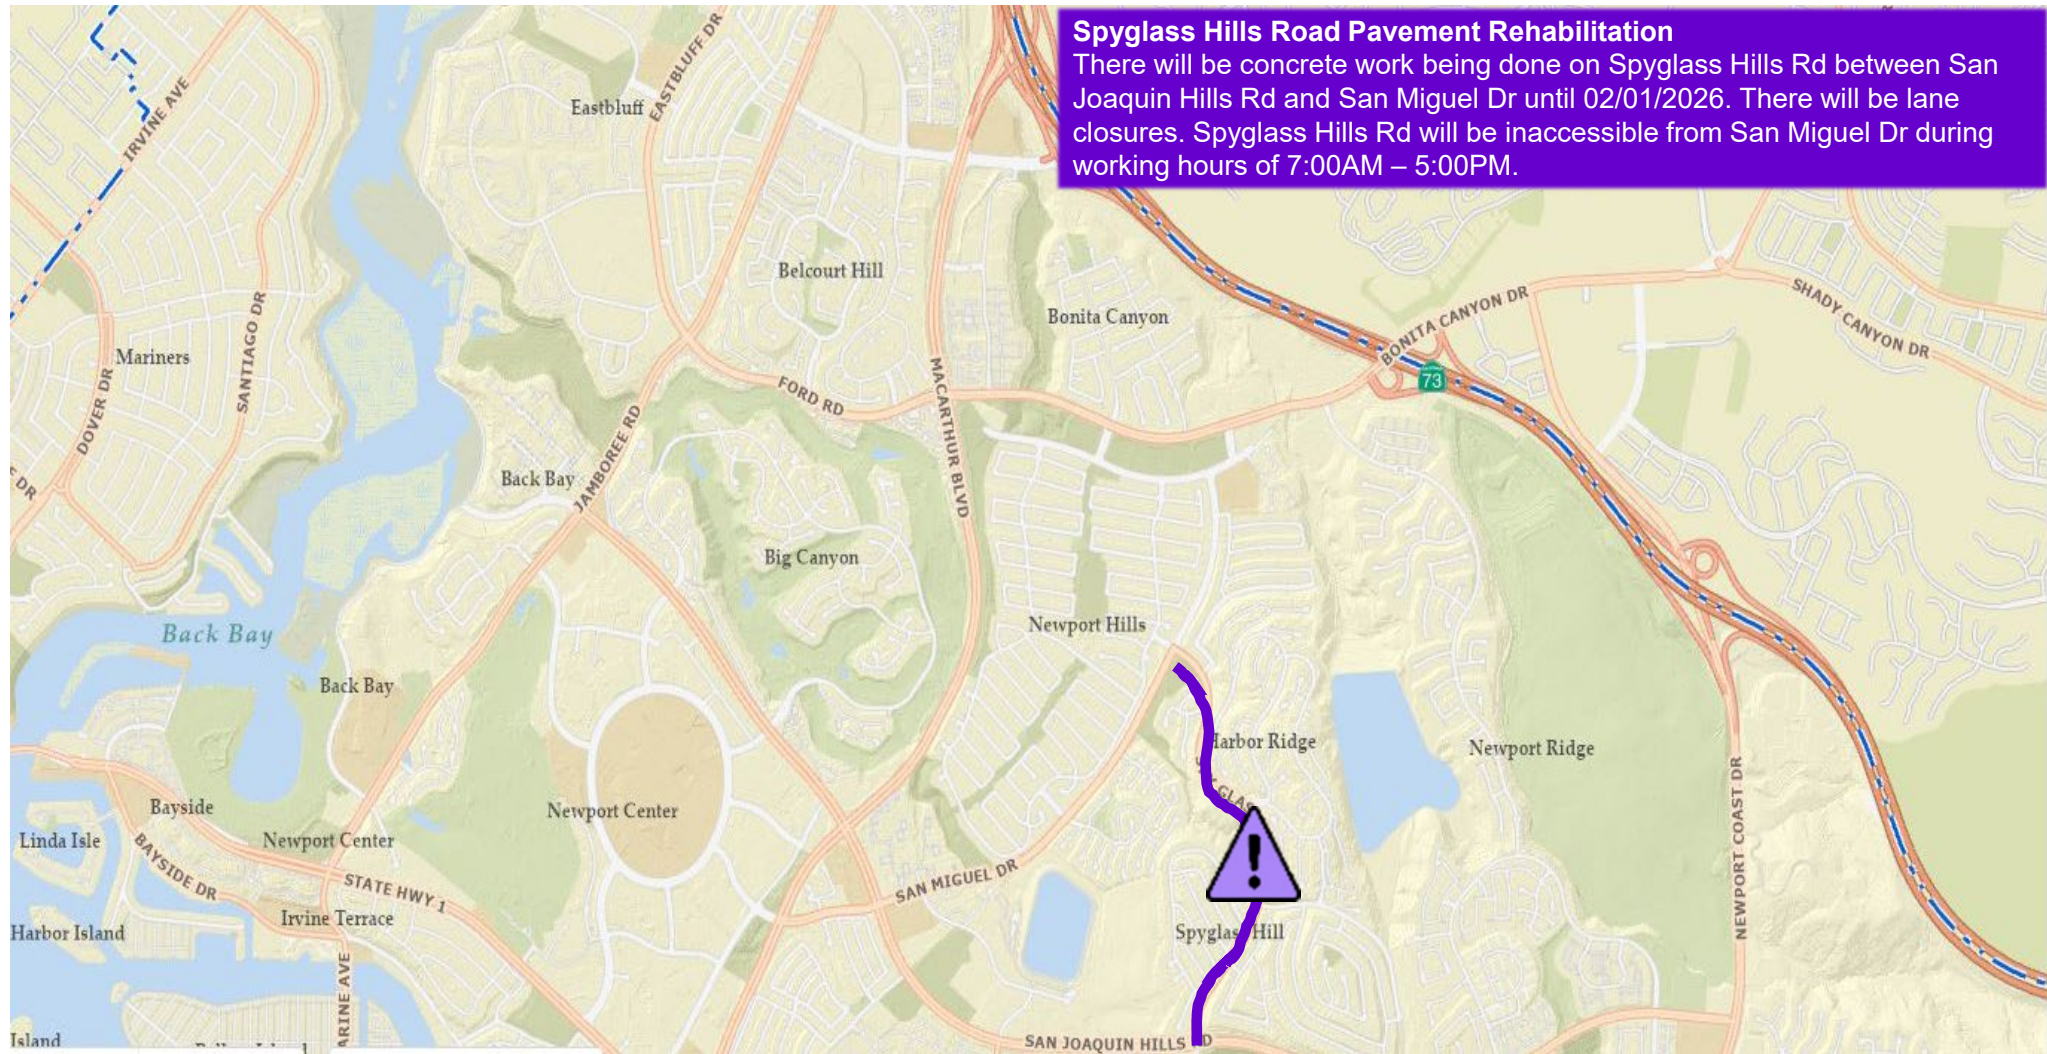 Spyglass Hills Road Pavement Rehabilitation
There will be concrete work being done on Spyglass Hills Rd between San
Joaquin Hills Rd and San Miguel Dr until 02/01/2026. There will be lane
closures. Spyglass Hills Rd will be inaccessible from San Miguel Dr during
working hours of 7:00AM – 5:00PM.
EASTBLUFF DR
Eastbluff
IRVINE AVE
Belcourt Hill
Bonita Canyon
BONITA CANYON DR
SHADY CANYON DR
73
SANTIAGO DR
Mariners
DOVER DR
FORD RD
MACARTHUR BLVD
JAMBOREE RD
DR
Back Bay
Big Canyon
Newport Hills
Back Bay
Back Bay
Harbor Ridge
Newport Ridge
NEWPORT COAST DR
Bayside
Newport Center
Linda Isle
Newport Center
BAYSIDE DR
STATE HWY 1
SAN MIGUEL DR
Irvine Terrace
Harbor Island
Spyglass Hill
SAN JOAQUIN HILLS RD
Island